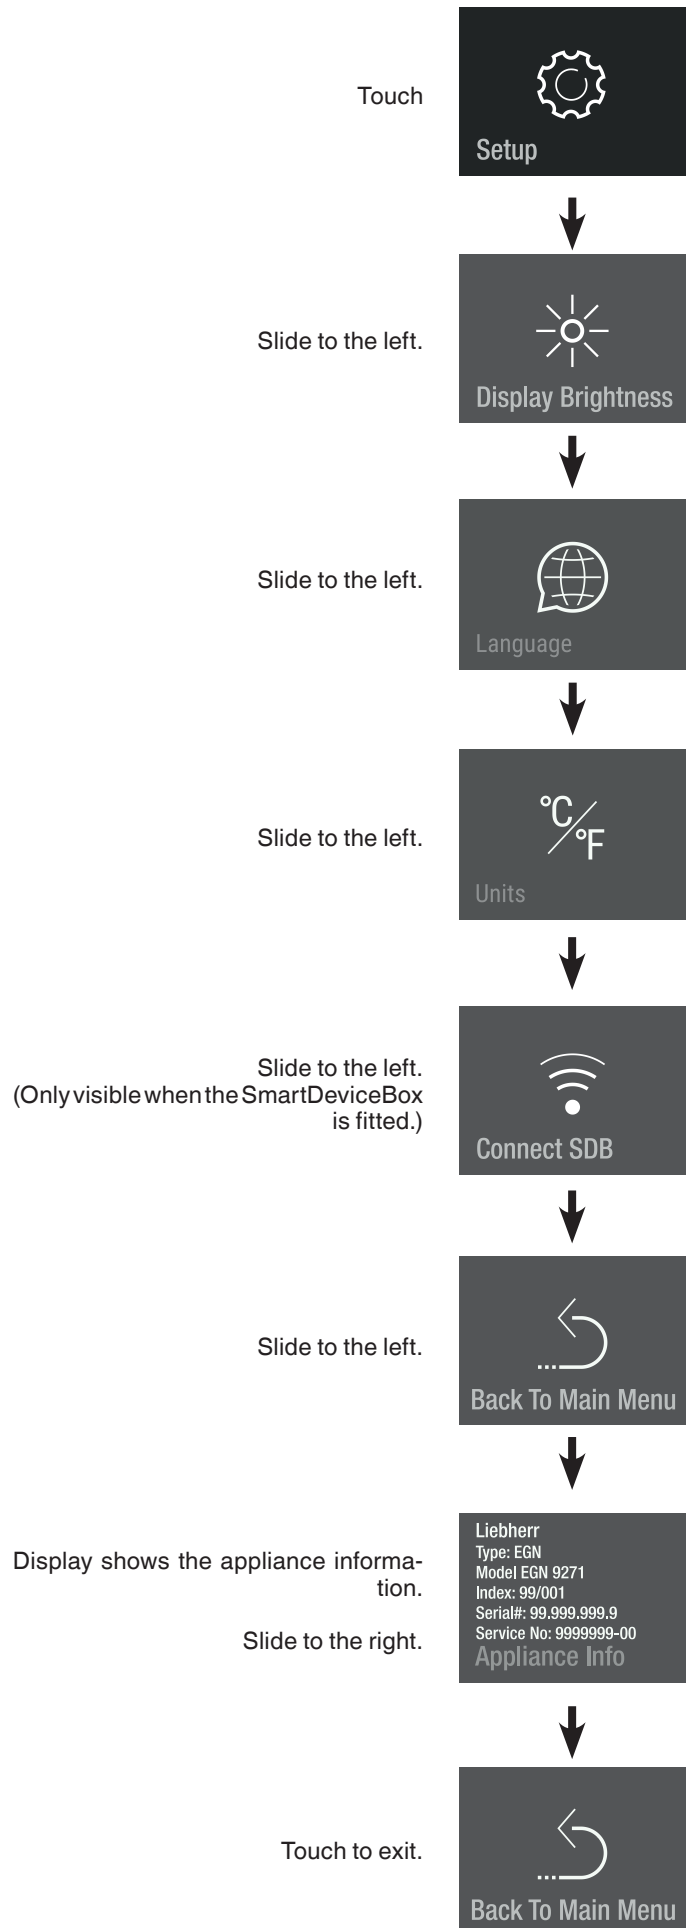 Touch
Setup
Slide to the left.
Display Brightness
Slide to the left.
Language
Slide to the left.
°C/°F
Units
Slide to the left.
(Only visible when the SmartDeviceBox
is fitted.)
Connect SDB
Slide to the left.
Back To Main Menu
Display shows the appliance informa-
tion.
Slide to the right.
Liebherr
Type: EGN
Model EGN 9271
Index: 99/001
Serial#: 99.999.999.9
Service No: 9999999-00
Appliance Info
Touch to exit.
Back To Main Menu